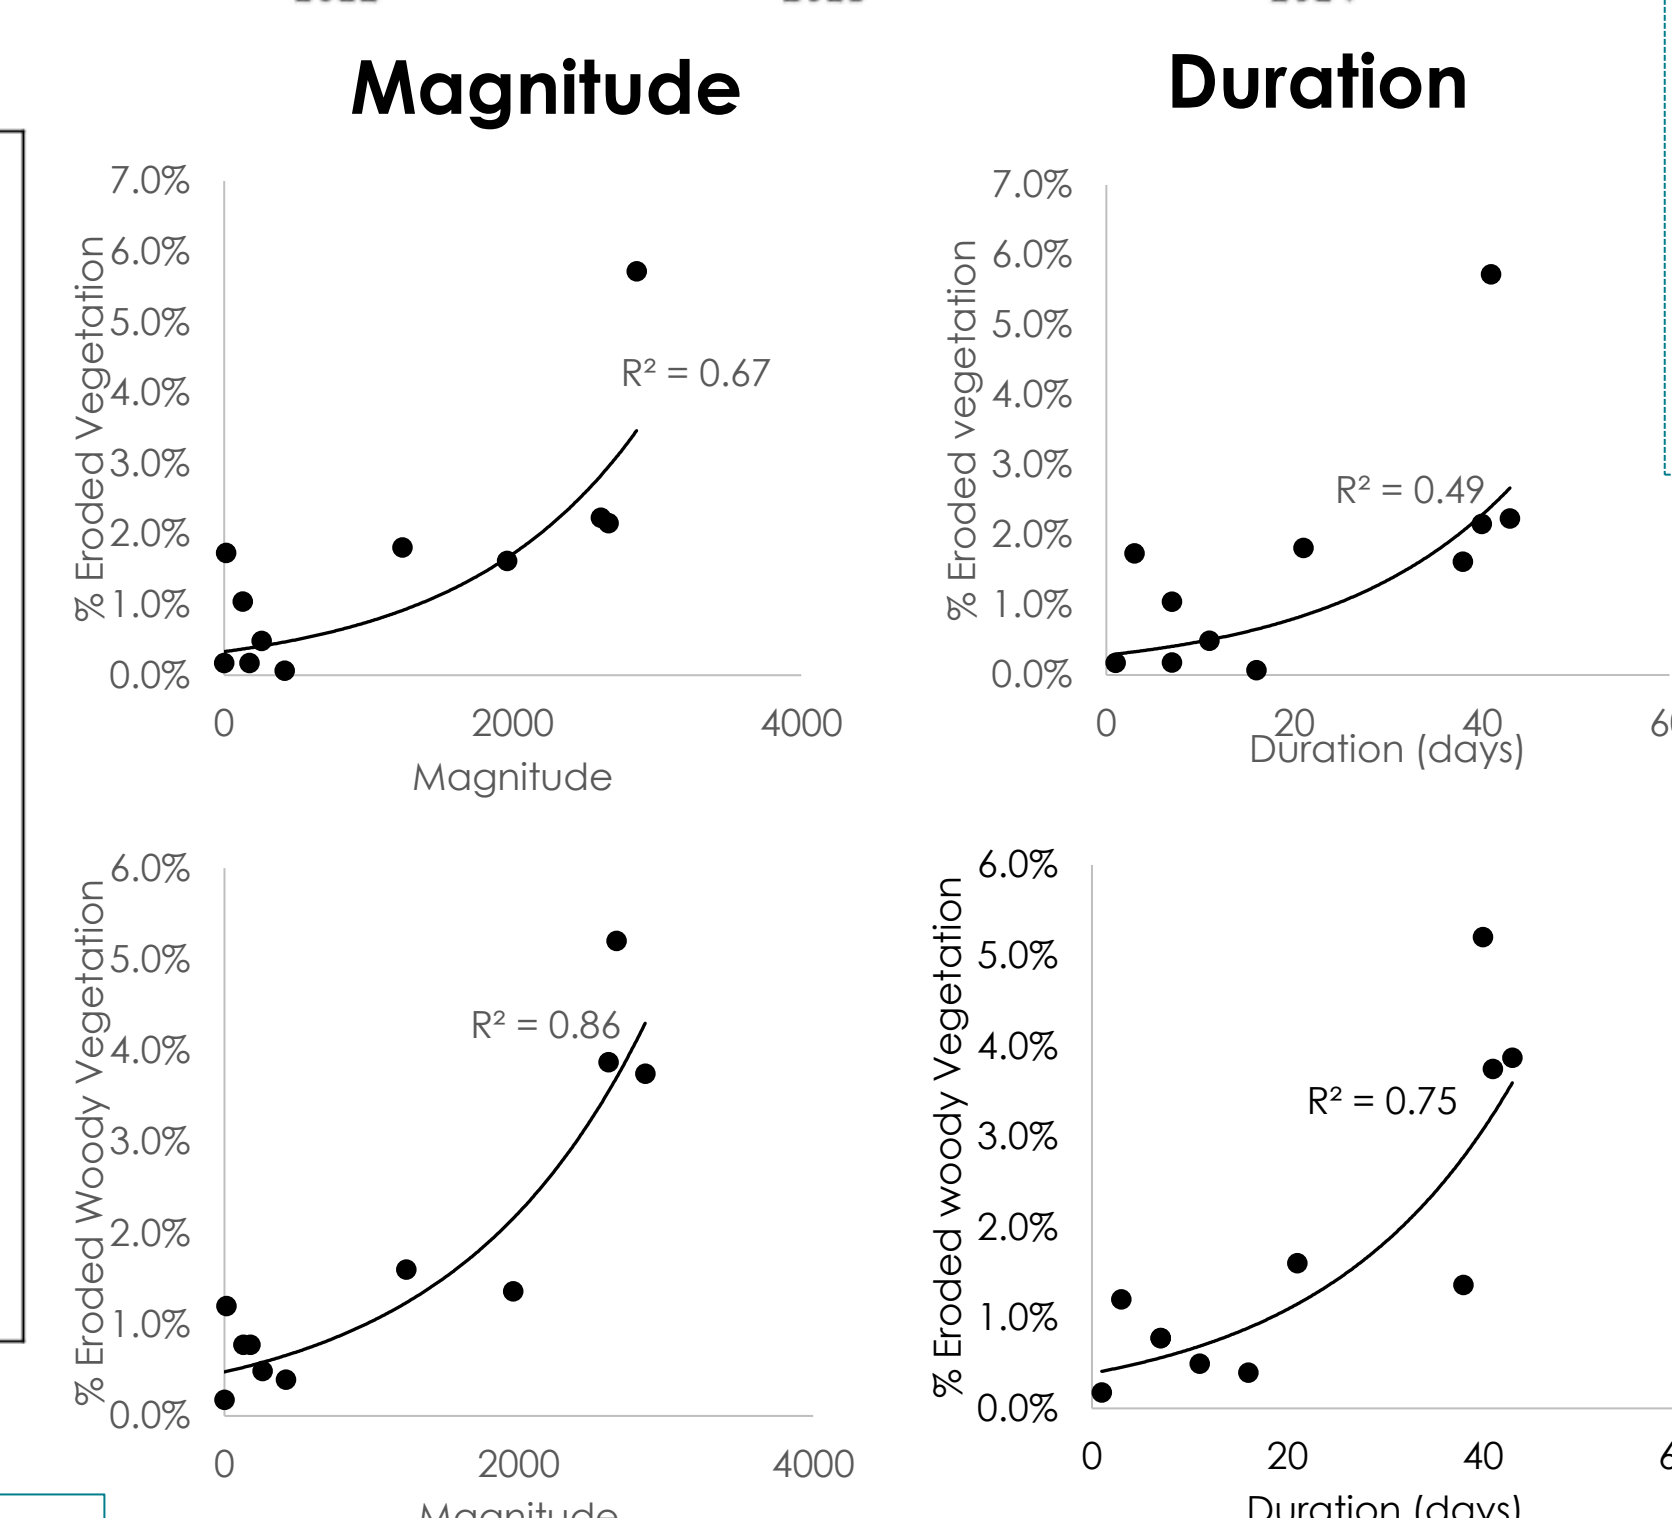 Magnitude
Duration
7.0%
6.0%
5.0%
4.0%
3.0%
2.0%
1.0%
0.0%
% Eroded Vegetation
R² = 0.67
0 2000 4000
Magnitude
7.0%
6.0%
5.0%
4.0%
3.0%
2.0%
1.0%
0.0%
% Eroded vegetation
R² = 0.49
0 20 40
Duration (days)
6.0%
5.0%
4.0%
3.0%
2.0%
1.0%
0.0%
% Eroded Woody Vegetation
R² = 0.86
0 2000 4000
Magnitude
6.0%
5.0%
4.0%
3.0%
2.0%
1.0%
0.0%
% Eroded woody Vegetation
R² = 0.75
0 20 40
Duration (days)